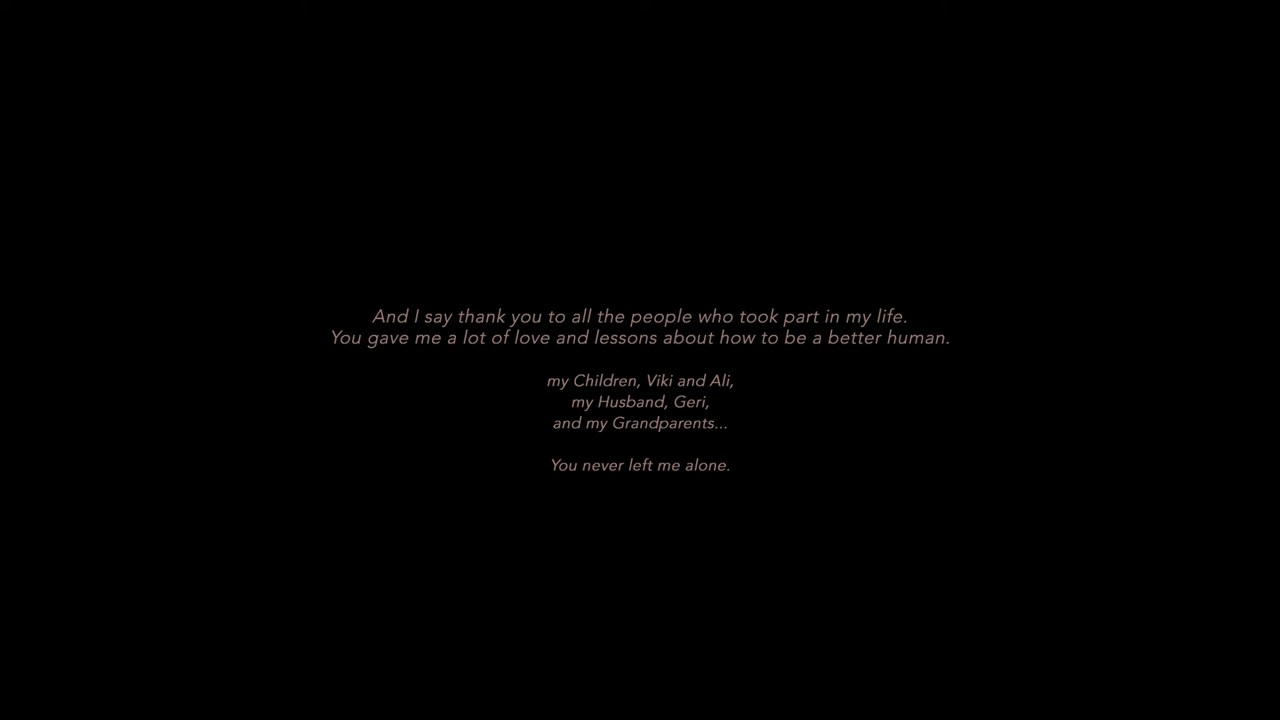 And I say thank you to all the people who took part in my life.
You gave me a lot of love and lessons about how to be a better human.
my Children, Viki and Ali,
my Husband, Geri,
and my Grandparents...
You never left me alone.